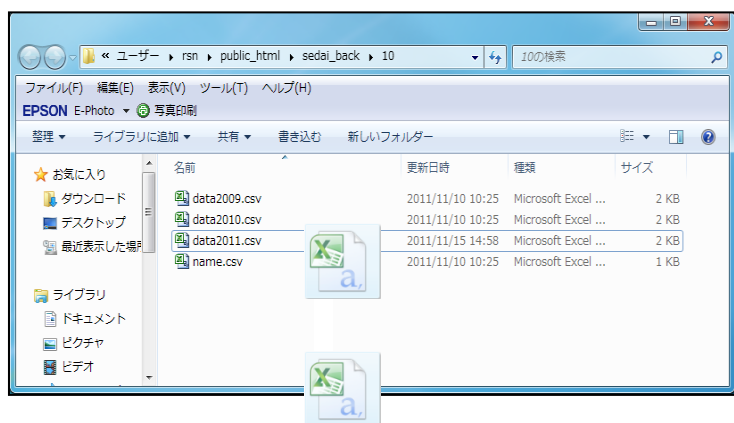 « ユーザー ▸ rsn ▸ public_html ▸ sedai_back ▸ 10
10の検索
ファイル(F) 編集(E) 表示(V) ツール(T) ヘルプ(H)
EPSON E-Photo 写真印刷
整理 ライブラリに追加 共有 書き込む 新しいフォルダー
名前 更新日時 種類 サイズ
お気に入り
ダウンロード
デスクトップ
最近表示した場所
ライブラリ
ドキュメント
ピクチャ
ビデオ
data2009.csv 2011/11/10 10:25 Microsoft Excel ... 2 KB
data2010.csv 2011/11/10 10:25 Microsoft Excel ... 2 KB
data2011.csv 2011/11/15 14:58 Microsoft Excel ... 2 KB
name.csv 2011/11/10 10:25 Microsoft Excel ... 1 KB
a,
a,